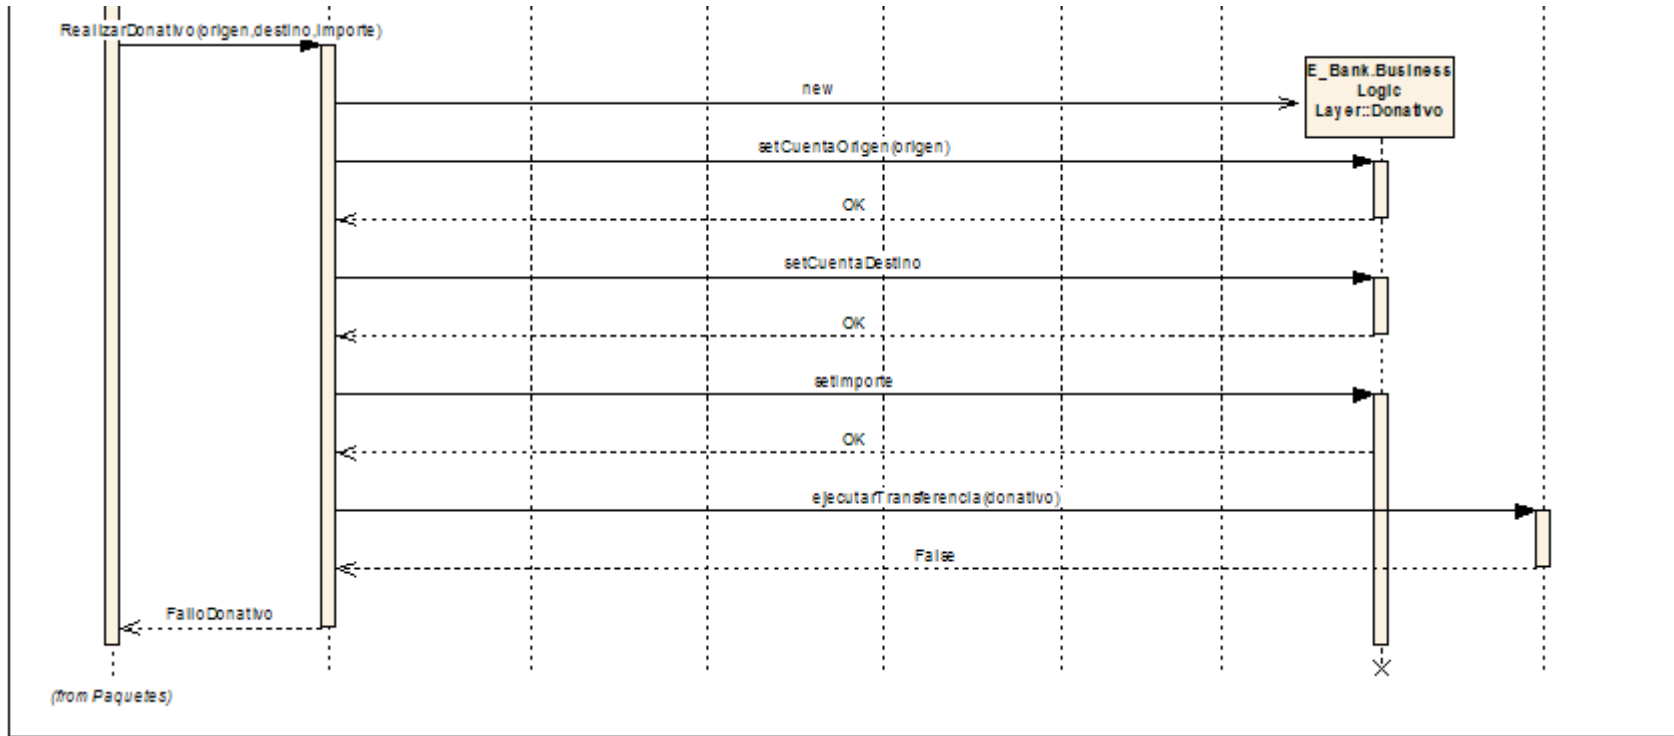 RealizarDonativo(origen,destino,importe)
E_Bank.Business
Logic
Layer::Donativo
new
setCuentaOrigen(origen)
OK
setCuentaDestino
OK
setImporte
OK
ejecutarTransferencia(donativo)
False
FalloDonativo
(from Paquetes)